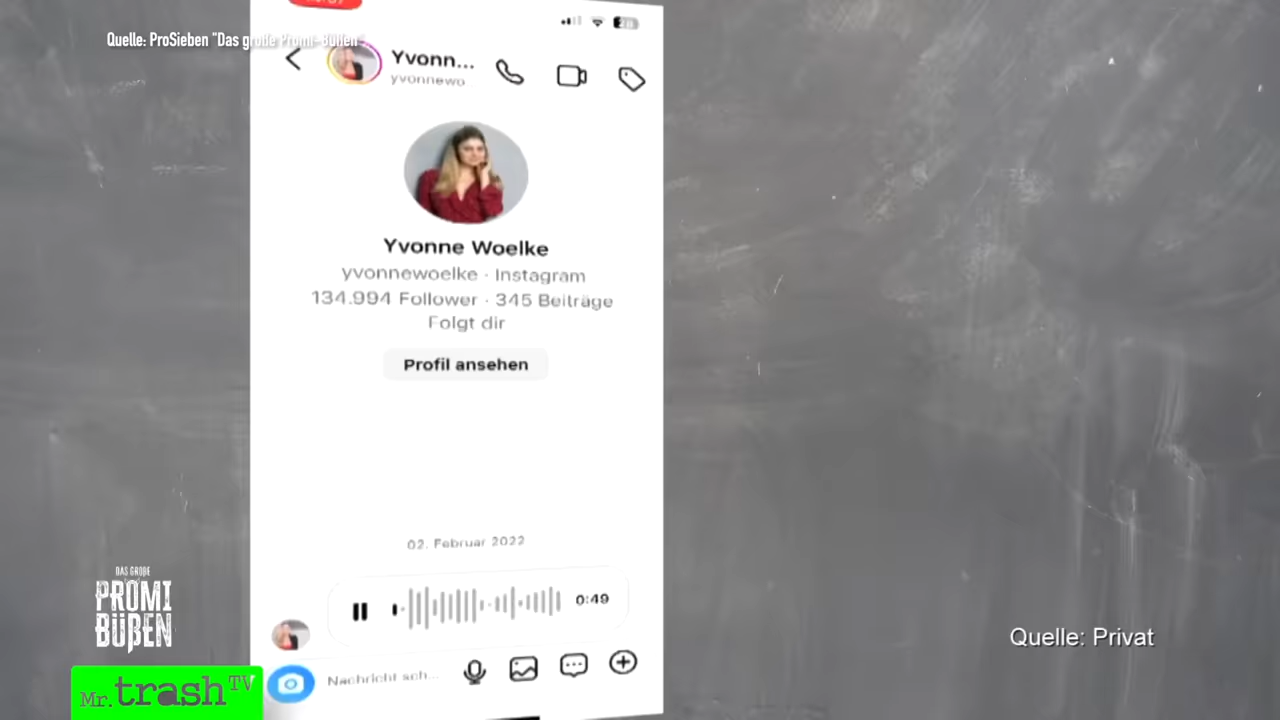 Quelle: ProSieben "Das große Promi-Büßen"
Yvonn...
yvonnewo
Yvonne Woelke
yvonnewoelke · Instagram
134.994 Follower · 345 Beiträge
Folgt dir
Profil ansehen
02. Februar 2022
0:49
Nachricht sch...
Quelle: Privat
DAS GROßE
PROMI
BÜßEN
Mr. trash TV